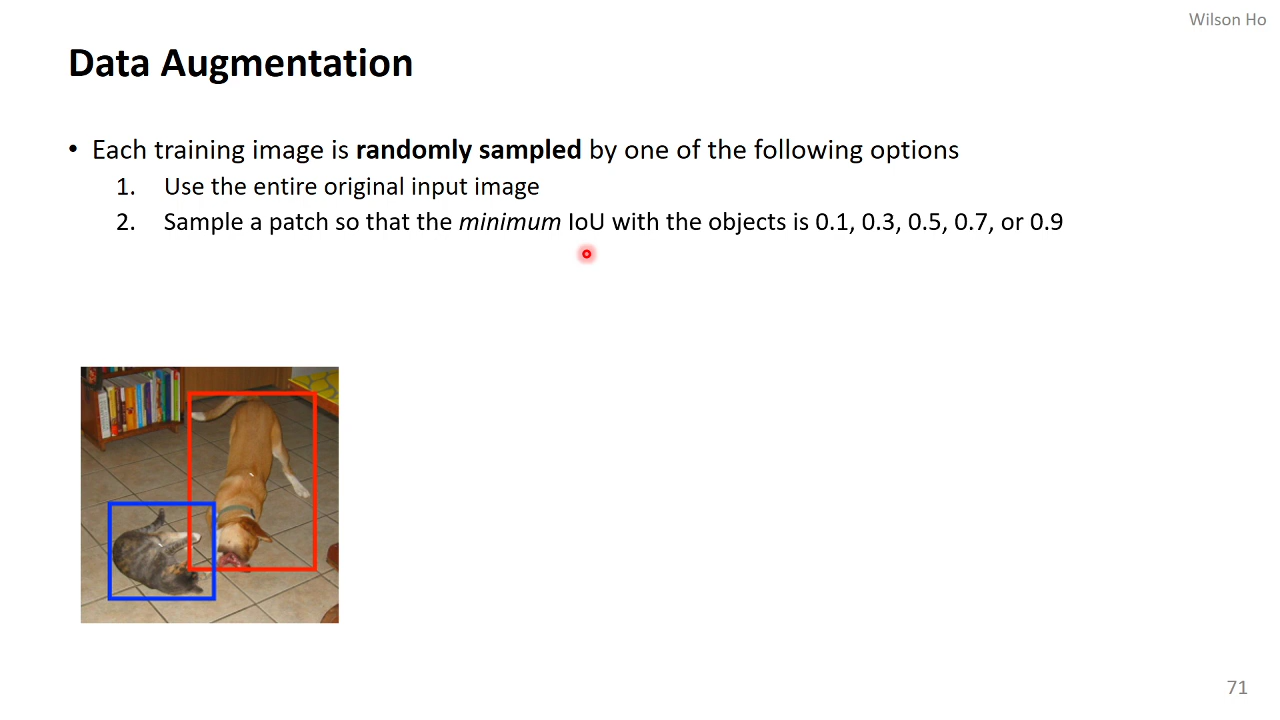 Wilson Ho
Data Augmentation
• Each training image is randomly sampled by one of the following options
1. Use the entire original input image
2. Sample a patch so that the minimum IoU with the objects is 0.1, 0.3, 0.5, 0.7, or 0.9
71